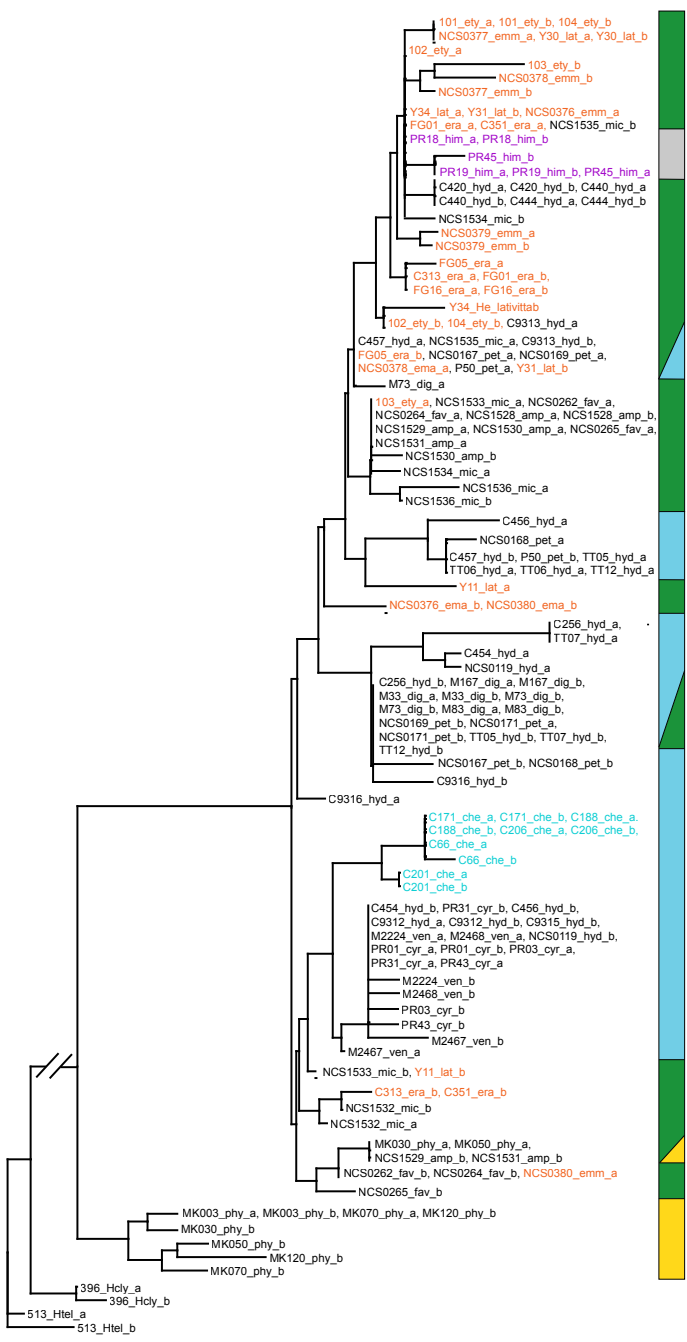 101_ety_a, 101_ety_b, 104_ety_b
NCS0377_emm_a, Y30_lat_a, Y30_lat_b
102_ety_a
103_ety_b
NCS0378_emm_b
NCS0377_emm_b
Y34_lat_a, Y31_lat_b, NCS0376_emm_a
FG01_era_a, C351_era_a, NCS1535_mic_b
PR18_him_a, PR18_him_b
PR45_him_b
PR19_him_a, PR19_him_b, PR45_him_a
C420_hyd_a, C420_hyd_b, C440_hyd_a
C440_hyd_b, C444_hyd_a, C444_hyd_b
NCS1534_mic_b
NCS0379_emm_a
NCS0379_emm_b
FG05_era_a
C313_era_a, FG01_era_b,
FG16_era_a, FG16_era_b
Y34_He_lativittab
102_ety_b, 104_ety_b, C9313_hyd_a
C457_hyd_a, NCS1535_mic_a, C9313_hyd_b,
FG05_era_b, NCS0167_pet_a, NCS0169_pet_a,
NCS0378_ema_a, P50_pet_a, Y31_lat_b
M73_dig_a
103_ety_a, NCS1533_mic_a, NCS0262_fav_a,
NCS0264_fav_a, NCS1528_amp_a, NCS1528_amp_b,
NCS1529_amp_a, NCS1530_amp_a, NCS0265_fav_a,
NCS1531_amp_a
NCS1530_amp_b
NCS1534_mic_a
NCS1536_mic_a
NCS1536_mic_b
C456_hyd_a
NCS0168_pet_a
C457_hyd_b, P50_pet_b, TT05_hyd_a
TT06_hyd_a, TT06_hyd_a, TT12_hyd_a
Y11_lat_a
NCS0376_ema_b, NCS0380_ema_b
C256_hyd_a,
TT07_hyd_a
C454_hyd_a
NCS0119_hyd_a
C256_hyd_b, M167_dig_a, M167_dig_b,
M33_dig_a, M33_dig_b, M73_dig_b,
M73_dig_b, M83_dig_a, M83_dig_b,
NCS0169_pet_b, NCS0171_pet_a,
NCS0171_pet_b, TT05_hyd_b, TT07_hyd_b,
TT12_hyd_b
NCS0167_pet_b, NCS0168_pet_b
C9316_hyd_b
C9316_hyd_a
C171_che_a, C171_che_b, C188_che_a.
C188_che_b, C206_che_a, C206_che_b,
C66_che_a
C66_che_b
C201_che_a
C201_che_b
C454_hyd_b, PR31_cyr_b, C456_hyd_b,
C9312_hyd_a, C9312_hyd_b, C9315_hyd_b,
M2224_ven_a, M2468_ven_a, NCS0119_hyd_b,
PR01_cyr_a, PR01_cyr_b, PR03_cyr_a,
PR31_cyr_a, PR43_cyr_a
M2224_ven_b
M2468_ven_b
PR03_cyr_b
PR43_cyr_b
M2467_ven_b
M2467_ven_a
NCS1533_mic_b, Y11_lat_b
C313_era_b, C351_era_b
NCS1532_mic_b
NCS1532_mic_a
MK030_phy_a, MK050_phy_a,
NCS1529_amp_b, NCS1531_amp_b
NCS0262_fav_b, NCS0264_fav_b, NCS0380_emm_a
NCS0265_fav_b
MK003_phy_a, MK003_phy_b, MK070_phy_a, MK120_phy_b
MK030_phy_b
MK050_phy_b
MK120_phy_b
MK070_phy_b
396_Hcly_a
396_Hcly_b
513_Htel_a
513_Htel_b